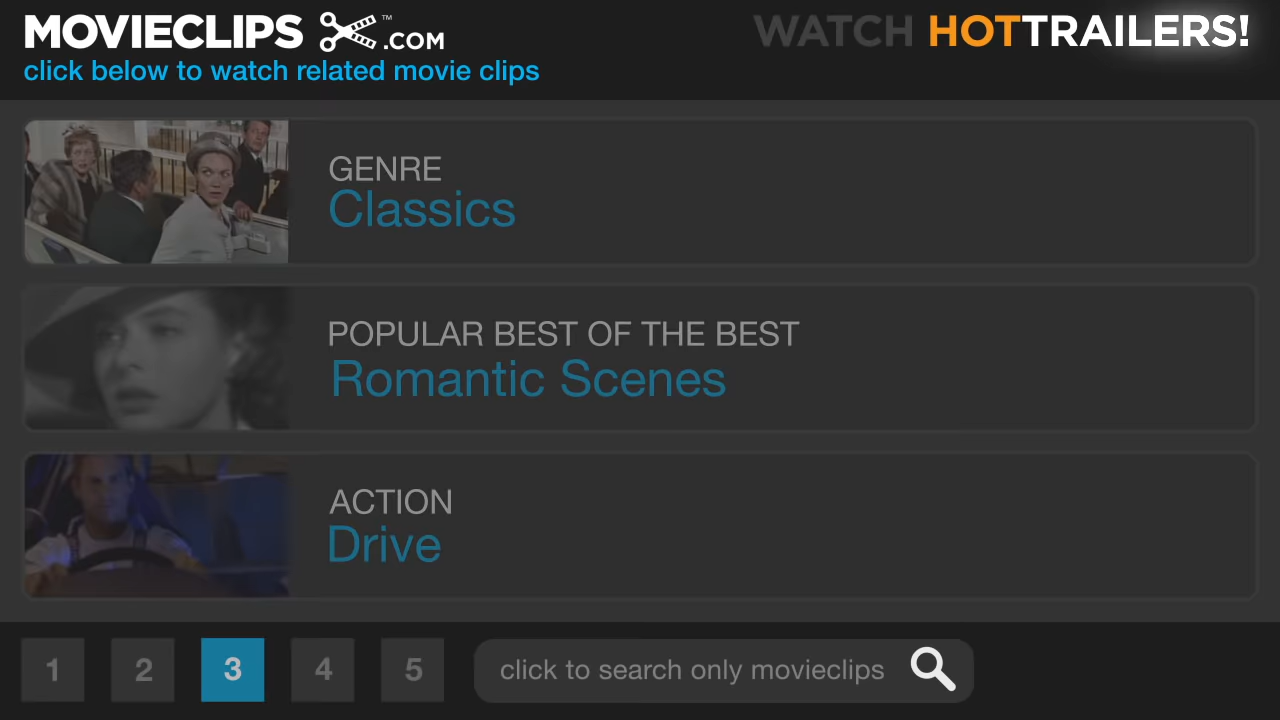 MOVIECLIPS ™ .COM
WATCH HOTTRAILERS!
click below to watch related movie clips
GENRE
Classics
POPULAR BEST OF THE BEST
Romantic Scenes
ACTION
Drive
1 2 3 4 5 click to search only movieclips